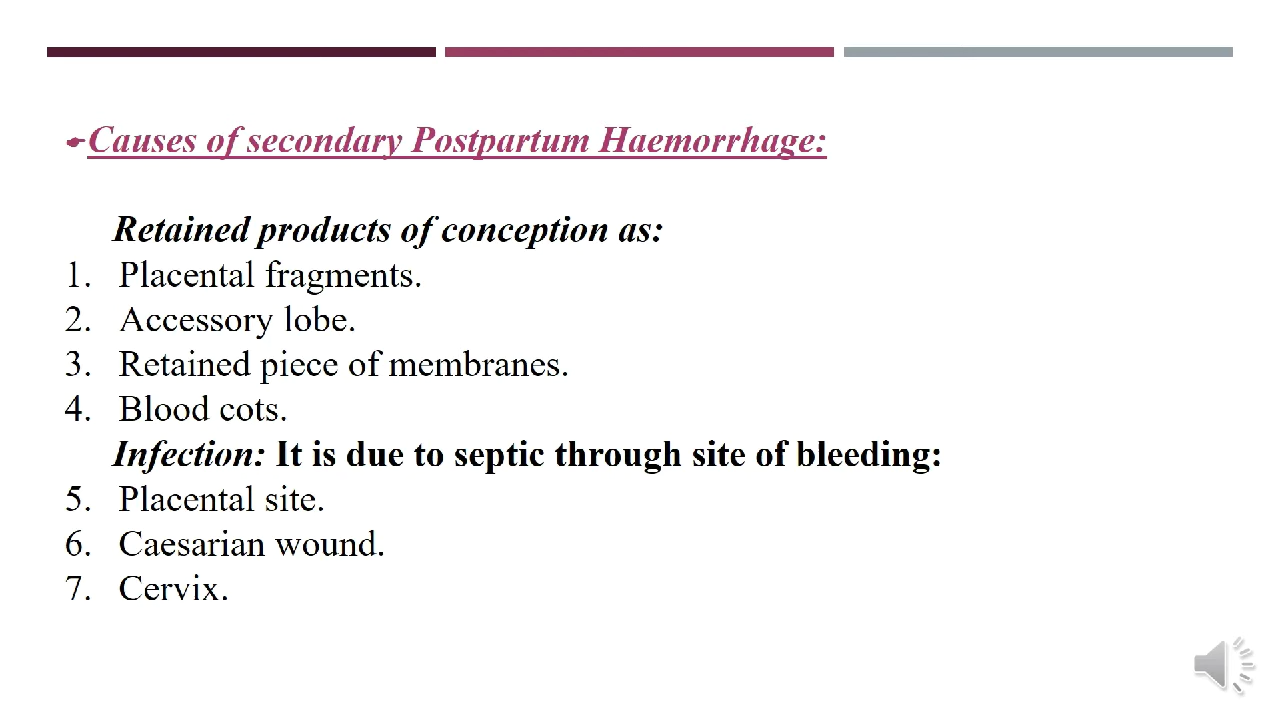 Causes of secondary Postpartum Haemorrhage:
Retained products of conception as:
1. Placental fragments.
2. Accessory lobe.
3. Retained piece of membranes.
4. Blood cots.
Infection: It is due to septic through site of bleeding:
5. Placental site.
6. Caesarian wound.
7. Cervix.